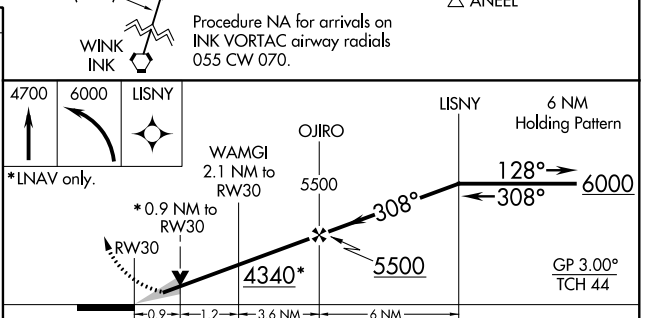 △ ANEEL
WINK
INK
Procedure NA for arrivals on
INK VORTAC airway radials
055 CW 070.
4700
6000
LISNY
*LNAV only.
WAMGI
2.1 NM to
RW30
*0.9 NM to
RW30
RW30
OJIRO
5500
LISNY
6 NM
Holding Pattern
128°
308°
6000
308°
4340*
5500
GP 3.00°
TCH 44
0.9
1.2
3.6 NM
6 NM